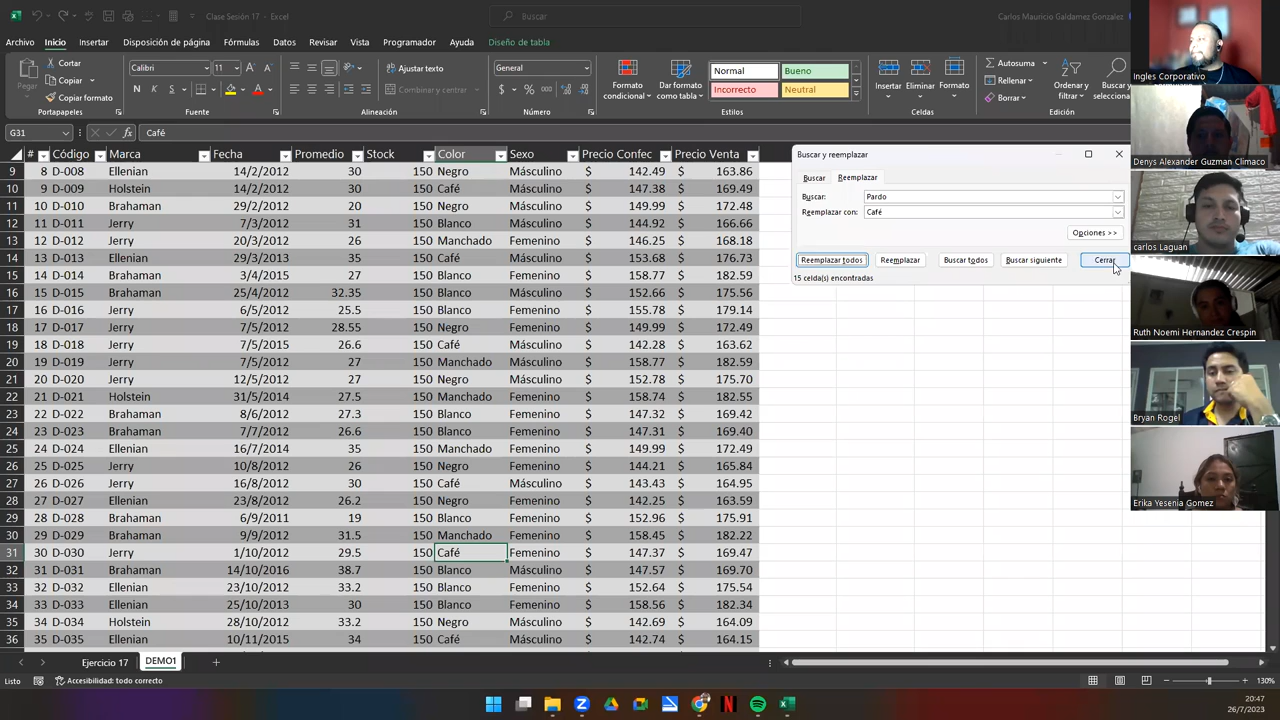 Clase Sesión 17 - Excel
Buscar
Carlos Mauricio Galdamez Gonzales
Archivo Inicio Insertar Disposición de página Fórmulas Datos Revisar Vista Programador Ayuda Diseño de tabla
Pegar
Cortar
Copiar
Copiar formato
Portapapeles
Calibri 11
N K S
Fuente
Ajustar texto
Combinar y centrar
Alineación
General
Número
Formato condicional
Dar formato como tabla
Normal Bueno
Incorrecto Neutral
Estilos
Insertar Eliminar Formato
Celdas
Autosuma
Rellenar
Borrar
Ordenar y filtrar
Buscar y
G31 Café
# Código Marca Fecha Promedio Stock Color Sexo Precio Confec Precio Venta
9 8 D-008 Ellenian 14/2/2012 30 150 Negro Másculino $ 142.49 $ 163.86
10 9 D-009 Holstein 14/2/2012 30 150 Café Másculino $ 147.38 $ 169.49
11 10 D-010 Brahaman 29/2/2012 20 150 Negro Másculino $ 149.99 $ 172.48
12 11 D-011 Jerry 7/3/2012 31 150 Blanco Másculino $ 144.92 $ 166.66
13 12 D-012 Jerry 20/3/2012 26 150 Manchado Femenino $ 146.25 $ 168.18
14 13 D-013 Ellenian 29/3/2012 35 150 Café Másculino $ 148.76 $ 173.73
15 14 D-014 Brahaman 3/4/2015 27 150 Blanco Femenino $ 158.77 $ 182.59
16 15 D-015 Brahaman 25/4/2012 32.35 150 Blanco Másculino $ 152.66 $ 175.56
17 16 D-016 Jerry 6/5/2012 25.5 150 Blanco Femenino $ 155.78 $ 179.14
18 17 D-017 Jerry 7/5/2012 28.55 150 Negro Másculino $ 149.99 $ 172.49
19 18 D-018 Jerry 7/5/2015 26.6 150 Café Másculino $ 142.28 $ 163.62
20 19 D-019 Jerry 7/5/2012 27 150 Manchado Másculino $ 158.77 $ 182.59
21 20 D-020 Jerry 12/5/2012 27 150 Negro Másculino $ 152.78 $ 175.70
22 21 D-021 Holstein 31/5/2014 27.5 150 Manchado Másculino $ 158.74 $ 182.55
23 22 D-022 Brahaman 8/6/2012 27.3 150 Blanco Másculino $ 147.32 $ 169.42
24 23 D-023 Brahaman 7/7/2012 26.6 150 Blanco Femenino $ 147.31 $ 169.40
25 24 D-024 Ellenian 16/7/2014 35 150 Manchado Femenino $ 149.99 $ 172.49
26 25 D-025 Jerry 10/8/2012 26 150 Negro Femenino $ 144.21 $ 165.84
27 26 D-026 Jerry 15/8/2012 27 150 Café Femenino $ 143.43 $ 164.95
28 27 D-027 Ellenian 23/8/2012 26.2 150 Negro Femenino $ 142.25 $ 163.59
29 28 D-028 Brahaman 6/9/2011 19 150 Blanco Femenino $ 152.96 $ 175.91
30 29 D-029 Brahaman 9/9/2012 31.5 150 Manchado Femenino $ 158.45 $ 182.22
31 30 D-030 Jerry 1/10/2012 29.5 150 Café Femenino $ 147.37 $ 169.47
32 31 D-031 Brahaman 14/10/2016 38.7 150 Blanco Másculino $ 147.57 $ 169.70
33 32 D-032 Ellenian 23/10/2012 33.2 150 Blanco Femenino $ 152.64 $ 175.54
34 33 D-033 Ellenian 25/10/2013 30 150 Blanco Femenino $ 158.56 $ 182.34
35 34 D-034 Holstein 28/10/2012 33.2 150 Negro Másculino $ 142.69 $ 164.09
36 35 D-035 Ellenian 10/11/2015 34 150 Café Másculino $ 142.74 $ 164.15
Buscar y reemplazar
Buscar Reemplazar
Buscar: Pardo
Reemplazar con: Café
Opciones >>
Reemplazar todos Reemplazar Buscar todos Buscar siguiente Cerrar
15 celda(s) encontradas
Ingles Corporativo
Denys Alexander Guzman Climaco
carlos Laguan
Ruth Noemi Hernandez Crespin
Bryan Rogel
Erika Yesenia Gomez
Ejercicio 17 DEMO1
Listo Accesibilidad: todo correcto
130%
20:47
26/7/2023